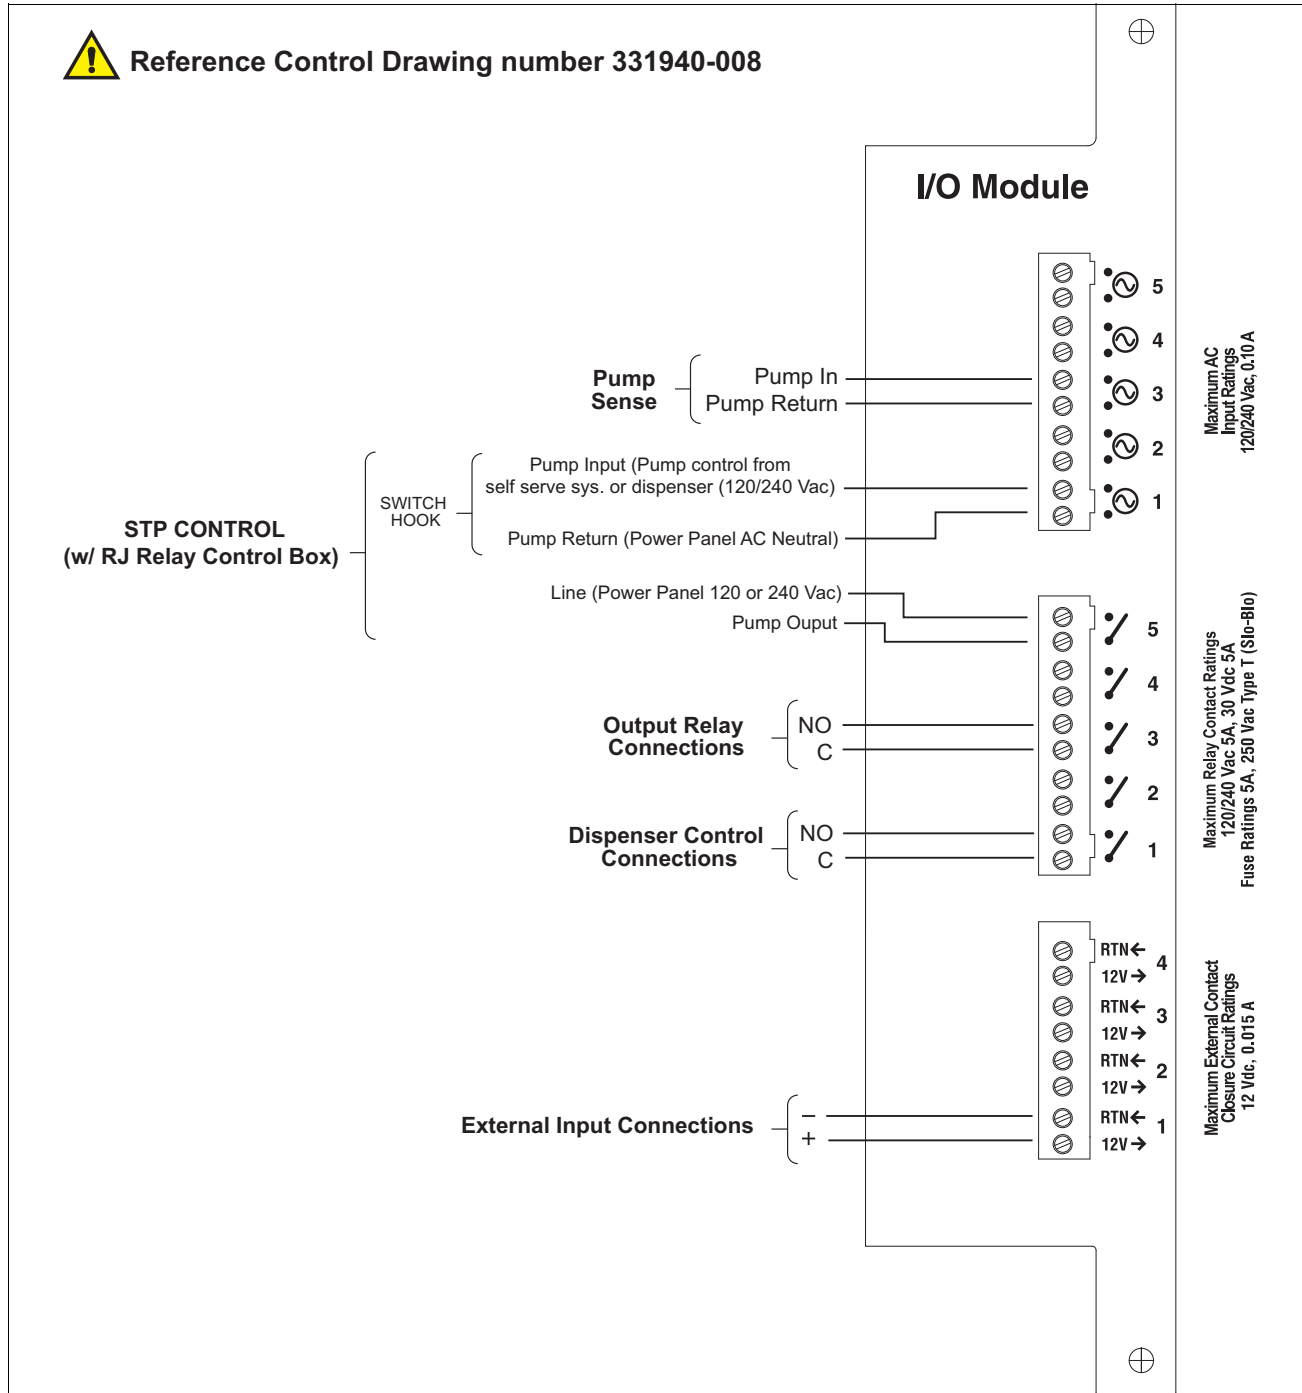 Reference Control Drawing number 331940-008
I/O Module
5
4
3
2
1
Maximum AC
Input Ratings
120/240 Vac, 0.10 A
Pump
Sense
Pump In
Pump Return
STP CONTROL
(w/ RJ Relay Control Box)
SWITCH
HOOK
Pump Input (Pump control from
self serve sys. or dispenser (120/240 Vac)
Pump Return (Power Panel AC Neutral)
Line (Power Panel 120 or 240 Vac)
Pump Ouput
5
4
3
2
1
Maximum Relay Contact Ratings
120/240 Vac 5A, 30 Vdc 5A
Fuse Ratings 5A, 250 Vac Type T (Slo-Blo)
Output Relay
Connections
NO
C
Dispenser Control
Connections
NO
C
RTN←
12V→
4
RTN←
12V→
3
RTN←
12V→
2
RTN←
12V→
1
Maximum External Contact
Closure Circuit Ratings
12 Vdc, 0.015 A
External Input Connections
–
+